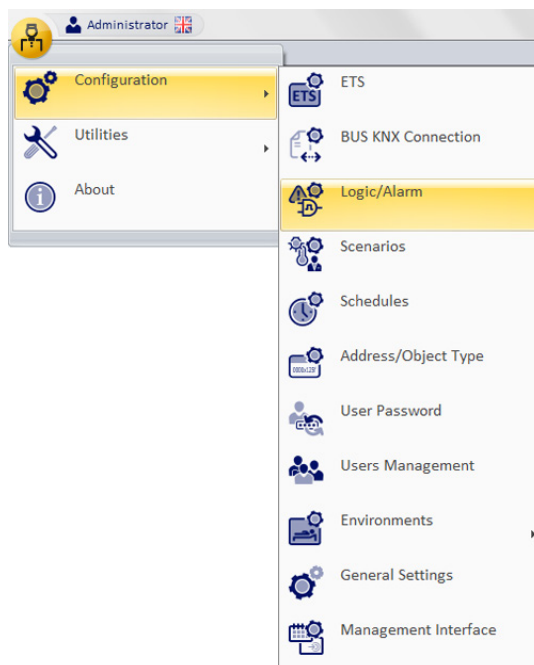 Administrator
Configuration
Utilities
About
ETS
ETS
BUS KNX Connection
Logic/Alarm
Scenarios
Schedules
Address/Object Type
User Password
Users Management
Environments
General Settings
Management Interface